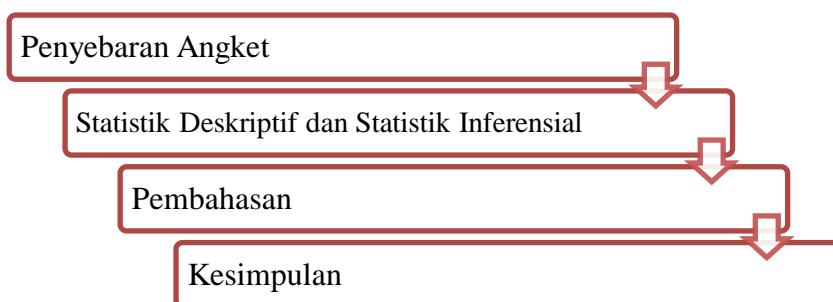 Penyebaran Angket
Statistik Deskriptif dan Statistik Inferensial
Pembahasan
Kesimpulan